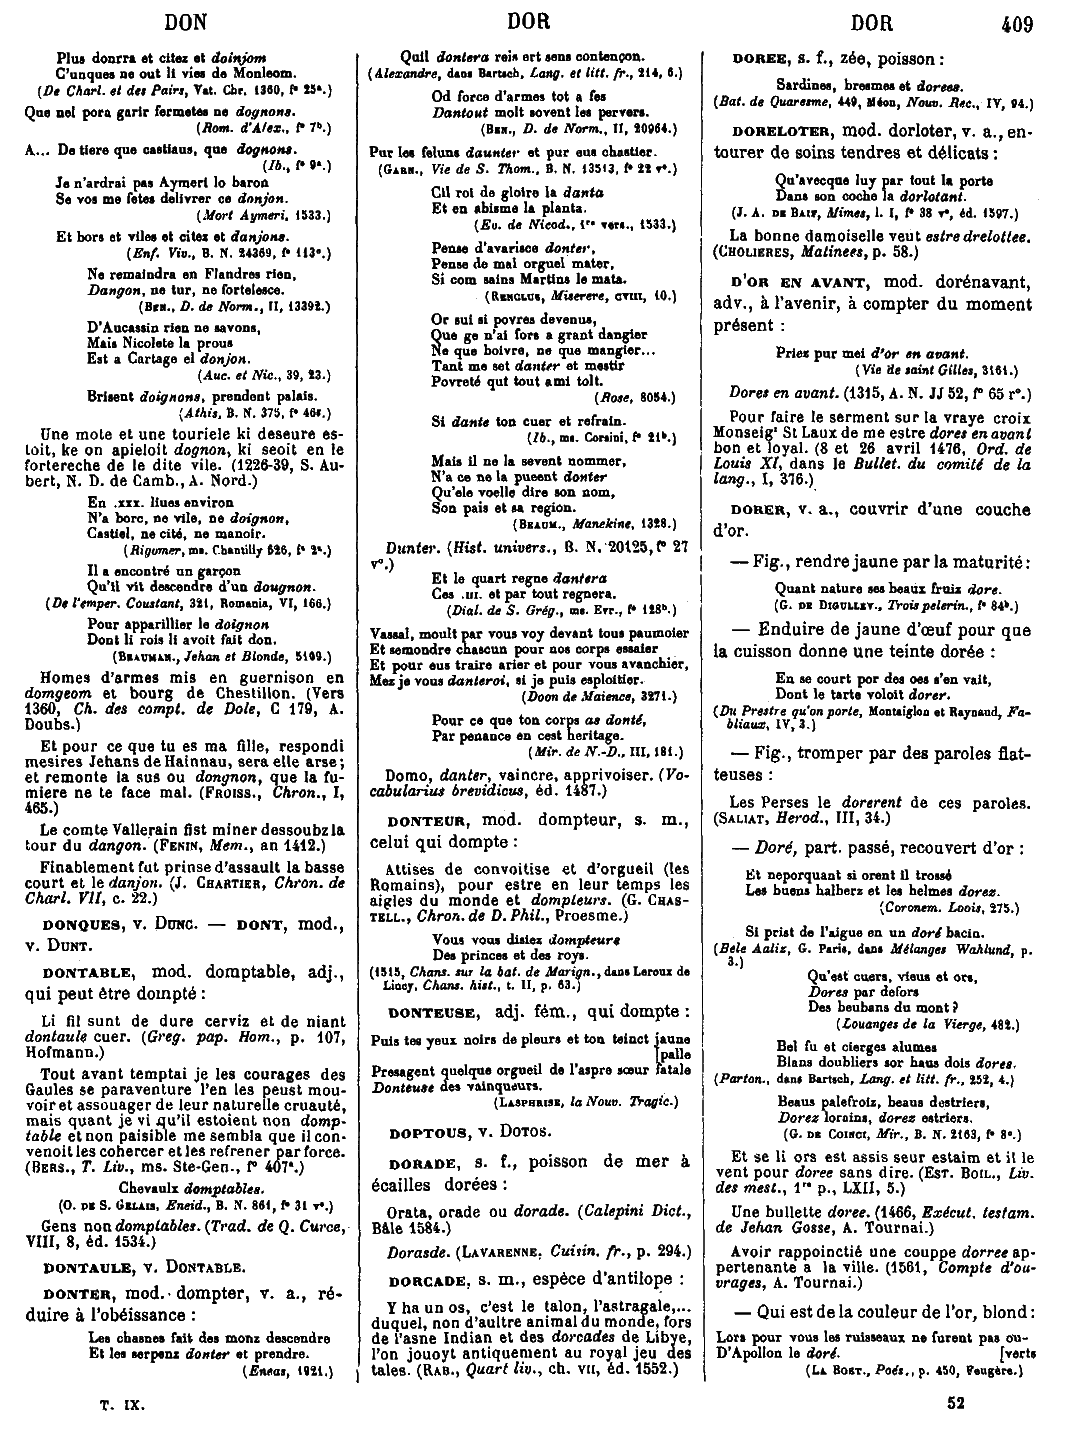 DON
DOR
DOR
409
Plus donrra et citez et doinjom
C'unques ne out li vies de Monleom.
(De Charl. et des Pairs, Vat. Chr. 1360, f° 25ª.)
Que nel pora garir fermetes ne dognons.
(Rom. d'Alex., f° 7ᵇ.)
A... De tiere que castiaus, que dognons.
(Ib., f° 9ª.)
Je n'ardrai pas Aymeri lo baron
Se vos me fetes delivrer ce donjon.
(Mort Aymeri, 1533.)
Et bors et viles et citez et danjons.
(Enf. Viv., B. N. 24369, f° 113ª.)
Ne remaindra en Flandres rien,
Dangon, ne tur, ne fortelesce.
(BEN., D. de Norm., II, 13392.)
D'Aucassin rien ne savons,
Mais Nicolete la prous
Est a Cartage el donjon.
(Auc. et Nic., 39, 23.)
Brisent doignons, prendent palais.
(Athis, B. N. 375, f° 46ª.)
Une mote et une touriele ki deseure es-
toit, ke on apieloit dognon, ki seoit en le
fortereche de le dite vile. (1226-39, S. Au-
bert, N. D. de Camb., A. Nord.)
En .xxx. liues environ
N'a borc, ne vile, ne doignon,
Castiel, ne cité, ne manoir.
(Rigomer, ms. Chantilly 626, f° 2ª.)
Il a encontré un garçon
Qu'il vit descendre d'un dougnon.
(De l'emper. Coustant, 321, Romania, VI, 166.)
Pour apparillier le doignon
Dont li rois li avoit fait don.
(BEAUMAN., Jehan et Blonde, 5109.)
Homes d'armes mis en guernison en
domgeom et bourg de Chestillon. (Vers
1360, Ch. des compt. de Dole, C 179, A.
Doubs.)
Et pour ce que tu es ma fille, respondi
mesires Jehans de Hainnau, sera elle arse;
et remonte la sus ou dongnon, que la fu-
miere ne te face mal. (FROISS., Chron., I,
465.)
Le comte Vallerain fist miner dessoubz la
tour du dangon. (FENIN, Mem., an 1412.)
Finablement fut prinse d'assault la basse
court et le danjon. (J. CHARTIER, Chron. de
Charl. VII, c. 22.)
DONQUES, v. DUNC. — DONT, mod.,
v. DUNT.
DONTABLE, mod. domptable, adj.,
qui peut être dompté :
Li fil sunt de dure cerviz et de niant
dontaule cuer. (Greg. pap. Hom., p. 107,
Hofmann.)
Tout avant temptai je les courages des
Gaules se paraventure l'en les peust mou-
voir et assouager de leur naturelle cruauté,
mais quant je vi qu'il estoient non domp-
table et non paisible me sembla que il con-
venoit les cohercer et les refrener par force.
(BERS., T. Liv., ms. Ste-Gen., f° 407ª.)
Chevaulx domptables.
(O. DE S. GELAIS, Eneid., B. N. 861, f° 31 v°.)
Gens non domptables. (Trad. de Q. Curce,
VIII, 8, éd. 1534.)
DONTAULE, v. DONTABLE.
DONTER, mod. dompter, v. a., ré-
duire à l'obéissance :
Les chasnes fait des monz descendre
Et les serpenz donter et prendre.
(Eneas, 1921.)
T. IX.
Quil dontera reis ert sens contençon.
(Alexandre, dans Bartsch, Lang. et litt. fr., 214, 6.)
Od force d'armes tot a fes
Dantout molt sovent les pervers.
(BEN., D. de Norm., II, 20964.)
Pur les feluns daunter et pur eus chastier.
(GARN., Vie de S. Thom., B. N. 13513, f° 22 r°.)
Cil roi de gloire la danta
Et en abisme la planta.
(Ev. de Nicod., 1ʳᵉ vers., 1533.)
Pense d'avarisce donter,
Pense de mal orguel mater,
Si com sains Martins le mata.
(RENCLUS, Miserere, CVIII, 10.)
Or sui si povres devenus,
Que ge n'ai fors a grant dangier
Ne que boivre, ne que mangier...
Tant me set danter et mestir
Povreté qui tout ami tolt.
(Rose, 8054.)
Si dante ton cuer et refrain.
(Ib., ms. Corsini, f° 21ᵇ.)
Mais il ne la sevent nommer,
N'a ce ne la pueent donter
Qu'ele voelle dire son nom,
Son pais et sa region.
(BEAUM., Manekine, 1328.)
Dunter. (Hist. univers., B. N. 20125, f° 27
v°.)
Et le quart regne dantera
Ces .III. et par tout regnera.
(Dial. de S. Grég., ms. Evr., f° 128ᵇ.)
Vassal, moult par vous voy devant tous paumoier
Et semondre chascun pour nos corps essaier
Et pour eus traire arier et pour vous avanchier,
Mez je vous danteroi, si je puis esploitier.
(Doon de Maience, 3271.)
Pour ce que ton corps as donté,
Par penance en cest heritage.
(Mir. de N.-D., III, 181.)
Domo, danter, vaincre, apprivoiser. (Vo-
cabularius brevidicus, éd. 1487.)
DONTEUR, mod. dompteur, s. m.,
celui qui dompte :
Attises de convoitise et d'orgueil (les
Romains), pour estre en leur temps les
aigles du monde et dompteurs. (G. CHAS-
TELL., Chron. de D. Phil., Proesme.)
Vous vous disiez dompteurs
Des princes et des roys.
(1515, Chans. sur la bat. de Marign., dans Leroux de
Lincy, Chans. hist., t. II, p. 63.)
DONTEUSE, adj. fém., qui dompte :
Puis tes yeux noirs de pleurs et ton teinct jaune
[palle
Presagent quelque orgueil de l'aspre sœur fatale
Donteuse des vainqueurs.
(LASPHRISE, la Nouv. Tragic.)
DOPTOUS, v. DOTOS.
DORADE, s. f., poisson de mer à
écailles dorées :
Orata, orade ou dorade. (Calepini Dict.,
Bâle 1584.)
Dorasde. (LAVARENNE, Cuisin. fr., p. 294.)
DORCADE, s. m., espèce d'antilope :
Y ha un os, c'est le talon, l'astragale,...
duquel, non d'aultre animal du monde, fors
de l'asne Indian et des dorcades de Libye,
l'on jouoyt antiquement au royal jeu des
tales. (RAB., Quart liv., ch. VII, éd. 1552.)
DOREE, s. f., zée, poisson :
Sardines, bresmes et dorees.
(Bat. de Quaresme, 449, Méon, Nouv. Rec., IV, 94.)
DORELOTER, mod. dorloter, v. a., en-
tourer de soins tendres et délicats :
Qu'avecque luy par tout la porte
Dans son coche la dorlotant.
(J. A. DE BAIF, Mimes, l. I, f° 38 r°, éd. 1597.)
La bonne damoiselle veut estre drelottee.
(CHOLIERES, Matinees, p. 58.)
D'OR EN AVANT, mod. dorénavant,
adv., à l'avenir, à compter du moment
présent :
Priez pur mei d'or en avant.
(Vie de saint Gilles, 3161.)
Dores en avant. (1315, A. N. JJ 52, f° 65 r°.)
Pour faire le serment sur la vraye croix
Monseigʳ St Laux de me estre dores en avant
bon et loyal. (8 et 26 avril 1476, Ord. de
Louis XI, dans le Bullet. du comité de la
lang., I, 376.)
DORER, v. a., couvrir d'une couche
d'or.
— Fig., rendre jaune par la maturité :
Quant nature ses beaux fruiz dore.
(G. DE DIGULLEV., Trois pelerin., f° 84ᵇ.)
— Enduire de jaune d'œuf pour que
la cuisson donne une teinte dorée :
En se court por des oes s'en vait,
Dont le tarte voloit dorer.
(Du Prestre qu'on porte, Montaiglon et Raynaud, Fa-
bliaux, IV, 3.)
— Fig., tromper par des paroles flat-
teuses :
Les Perses le dorerent de ces paroles.
(SALIAT, Herod., III, 34.)
— Doré, part. passé, recouvert d'or :
Et neporquant si orent il trossé
Les buens halberz et les helmes dorez.
(Coronem. Loois, 275.)
Si prist de l'aigue en un doré bacin.
(Bele Aaliz, G. Paris, dans Mélanges Wahlund, p.
3.)
Qu'est cuers, vieus et ors,
Dores par defors
Des beubans du mont?
(Louanges de la Vierge, 482.)
Bel fu et cierges alumes
Blans doubliers sor haus dois dores.
(Parton., dans Bartsch, Lang. et litt. fr., 252, 4.)
Beaus palefroiz, beaus destriers,
Dorez lorains, dorez estriers.
(G. DE COINCI, Mir., B. N. 2163, f° 8ª.)
Et se li ors est assis seur estaim et il le
vent pour doree sans dire. (EST. BOIL., Liv.
des mest., 1ʳᵉ p., LXII, 5.)
Une bullette doree. (1466, Exécut. testam.
de Jehan Gosse, A. Tournai.)
Avoir rappoinctié une couppe dorree ap-
pertenante a la ville. (1561, Compte d'ou-
vrages, A. Tournai.)
— Qui est de la couleur de l'or, blond :
Lors pour vous les ruisseaux ne furent pas ou-
D'Apollon le doré. [verts
(LA BOET., Poés., p. 450, Feugère.)
52